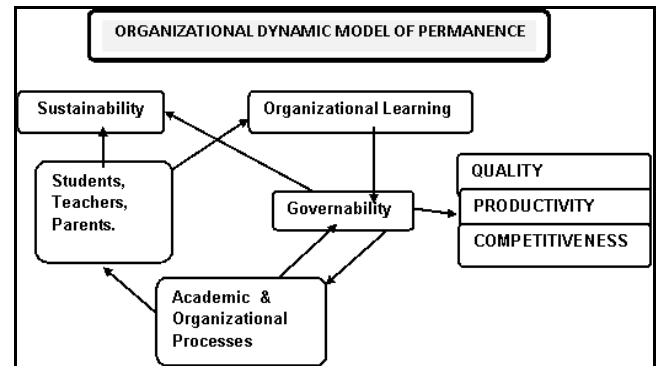 ORGANIZATIONAL DYNAMIC MODEL OF PERMANENCE
Sustainability
Organizational Learning
Students,
Teachers,
Parents.
Governability
QUALITY
PRODUCTIVITY
COMPETITIVENESS
Academic &
Organizational
Processes